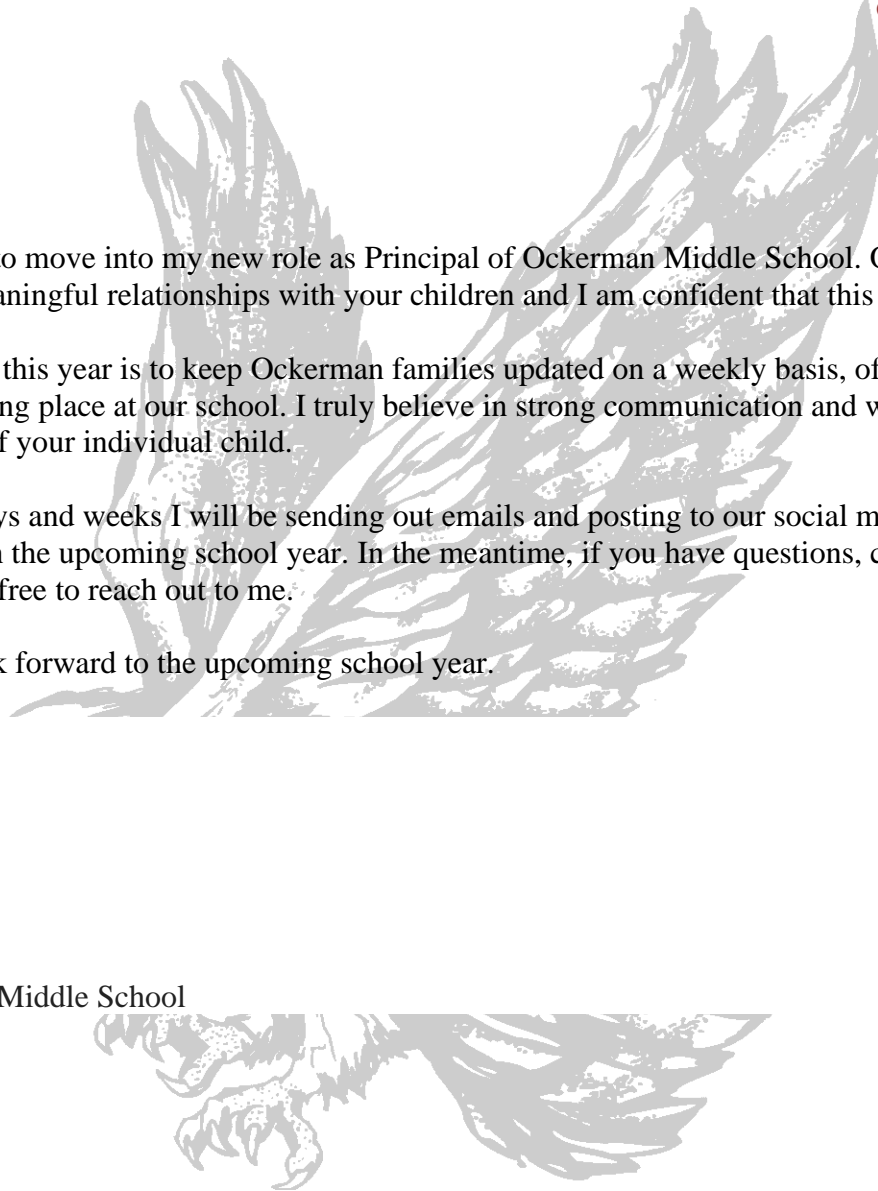 to move into my new role as Principal of Ockerman Middle School.
relationships with your children and I am confident that this
this year is to keep Ockerman families updated on a weekly basis, of
place at our school. I truly believe in strong communication and
your individual child.
and weeks I will be sending out emails and posting to our social
the upcoming school year. In the meantime, if you have questions,
free to reach out to me.
forward to the upcoming school year.
Middle School